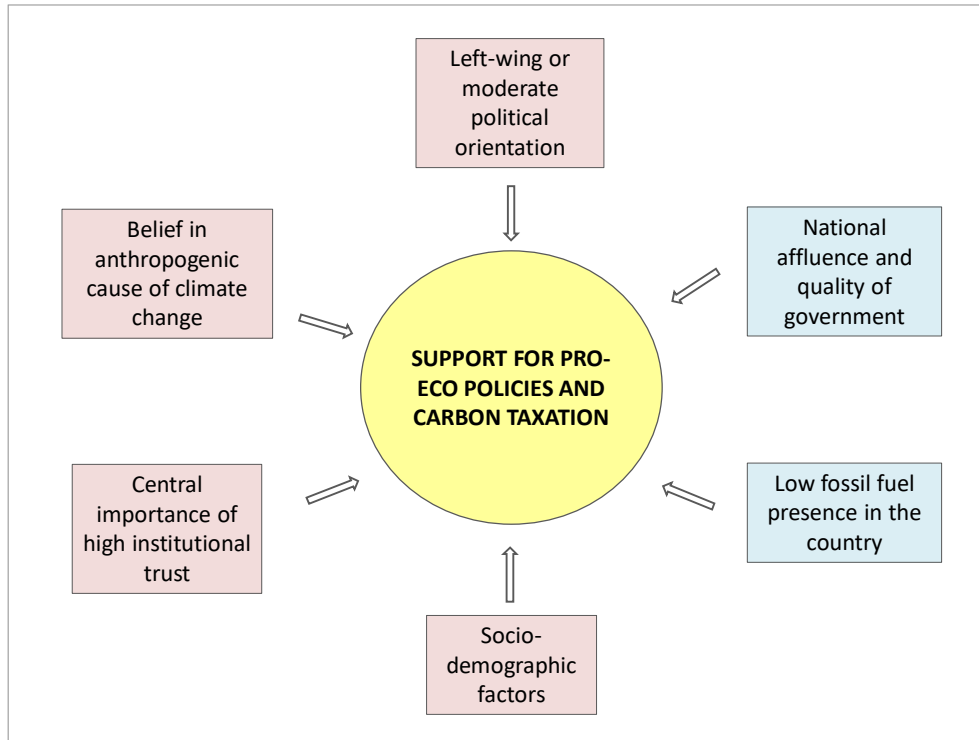 Left-wing or
moderate
political
orientation
Belief in
anthropogenic
cause of climate
change
National
affluence and
quality of
government
SUPPORT FOR PRO-
ECO POLICIES AND
CARBON TAXATION
Central
importance of
high institutional
trust
Low fossil fuel
presence in the
country
Socio-
demographic
factors